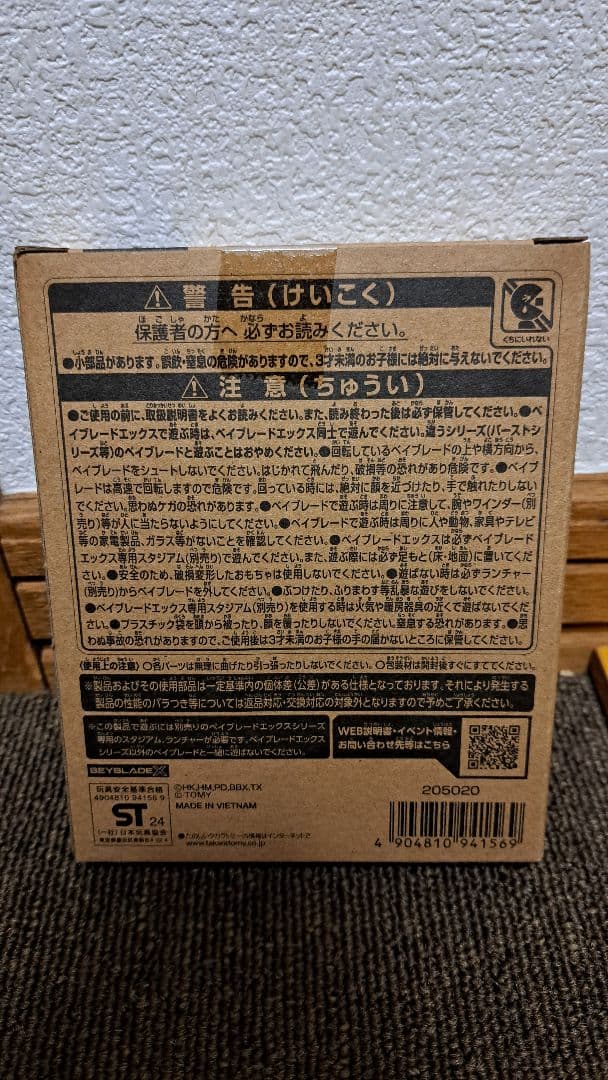 警告（けいこく）
保護者の方へ 必ずお読みください。
くちにいれない
●小部品があります。誤飲・窒息の危険がありますので、3才未満のお子様には絶対に与えないでください。
注意（ちゅうい）
●ご使用の前に、取扱説明書をよくお読みください。また、読み終わった後は必ず保管してください。●ベイ
ブレードエックスで遊ぶ時は、ベイブレードエックス同士で遊んでください。違うシリーズ（バーストシ
リーズ等）のベイブレードと遊ぶことはおやめください。●回転しているベイブレードの上や横方向から、
ベイブレードをシュートしないでください。はじかれて飛んだり、破損等の恐れがあり危険です。●ベイブ
レードは高速で回転しますので危険です。回っている時には、絶対に顔を近づけたり、手で触れたりしない
でください。思わぬケガの恐れがあります。●ベイブレードで遊ぶ時は周りに注意して、腕やワインダー（別
売り）等が人に当たらないようにしてください。●ベイブレードで遊ぶ時は周りに人や動物、家具やテレビ
等の家電製品、ガラス等がないことを確認してください。●ベイブレードエックスは必ずベイブレード
エックス専用スタジアム（別売り）で遊んでください。また、遊ぶ際には必ず足もと（床・地面）に置いてくだ
さい。●安全のため、破損変形したおもちゃは使用しないでください。●遊ばない時は必ずランチャー
（別売り）からベイブレードを外してください。●ぶつけたり、ふりまわす等乱暴な遊びをしないでください。
●ベイブレードエックス専用スタジアム（別売り）を使用する時は火気や暖房器具の近くで遊ばないでくだ
さい。●プラスチック袋を頭から被ったり、顔を覆ったりしないでください。窒息する恐れがあります。●思
わぬ事故の恐れがありますので、ご使用後は3才未満のお子様の手の届かないところに保管してください。
〈使用上の注意〉〇各パーツは無理に曲げたり引っ張ったりしないでください。〇包装材は開封後すぐにすててください。
※製品およびその使用部品は一定基準内の個体差（公差）がある仕様となっております。それにより発生する
製品の性能のバラつき等については返品対応・交換対応の対象外となりますので予めご了承ください。
※この製品で遊ぶには別売りのベイブレードエックスシリーズ
専用のスタジアム、ランチャーが必要です。ベイブレードエックス
シリーズ以外のベイブレードと一緒に遊ばないでください。
WEB説明書・イベント情報・
お問い合わせ先等はこちら
BEYBLADE X
玩具安全基準合格
4904810 94156 9
ST 24
(一社)日本玩具協会
©HK,HM,PD,BBX,TX
© TOMY
MADE IN VIETNAM
www.takaratomy.co.jp
205020
4 904810 941569